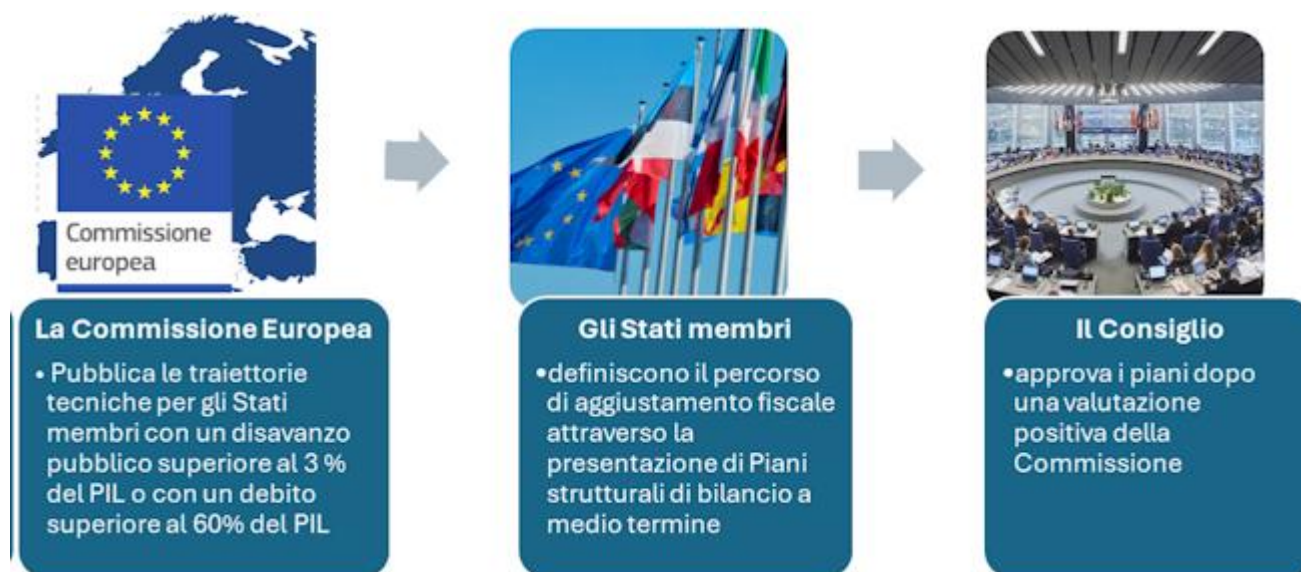 Commissione
europea
La Commissione Europea
• Pubblica le traiettorie
tecniche per gli Stati
membri con un disavanzo
pubblico superiore al 3 %
del PIL o con un debito
superiore al 60% del PIL
Gli Stati membri
•definiscono il percorso
di aggiustamento fiscale
attraverso la
presentazione di Piani
strutturali di bilancio a
medio termine
Il Consiglio
•approva i piani dopo
una valutazione
positiva della
Commissione